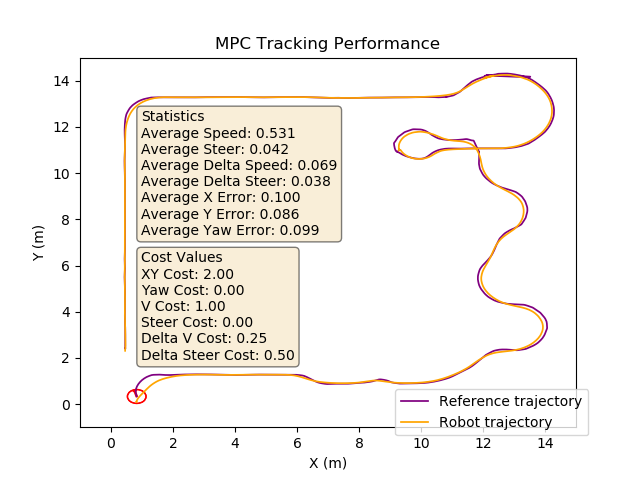 MPC Tracking Performance
Y (m)
14
12
10
8
6
4
2
0
Statistics
Average Speed: 0.531
Average Steer: 0.042
Average Delta Speed: 0.069
Average Delta Steer: 0.038
Average X Error: 0.100
Average Y Error: 0.086
Average Yaw Error: 0.099
Cost Values
XY Cost: 2.00
Yaw Cost: 0.00
V Cost: 1.00
Steer Cost: 0.00
Delta V Cost: 0.25
Delta Steer Cost: 0.50
Reference trajectory
Robot trajectory
0 2 4 6 8 10 12 14
X (m)